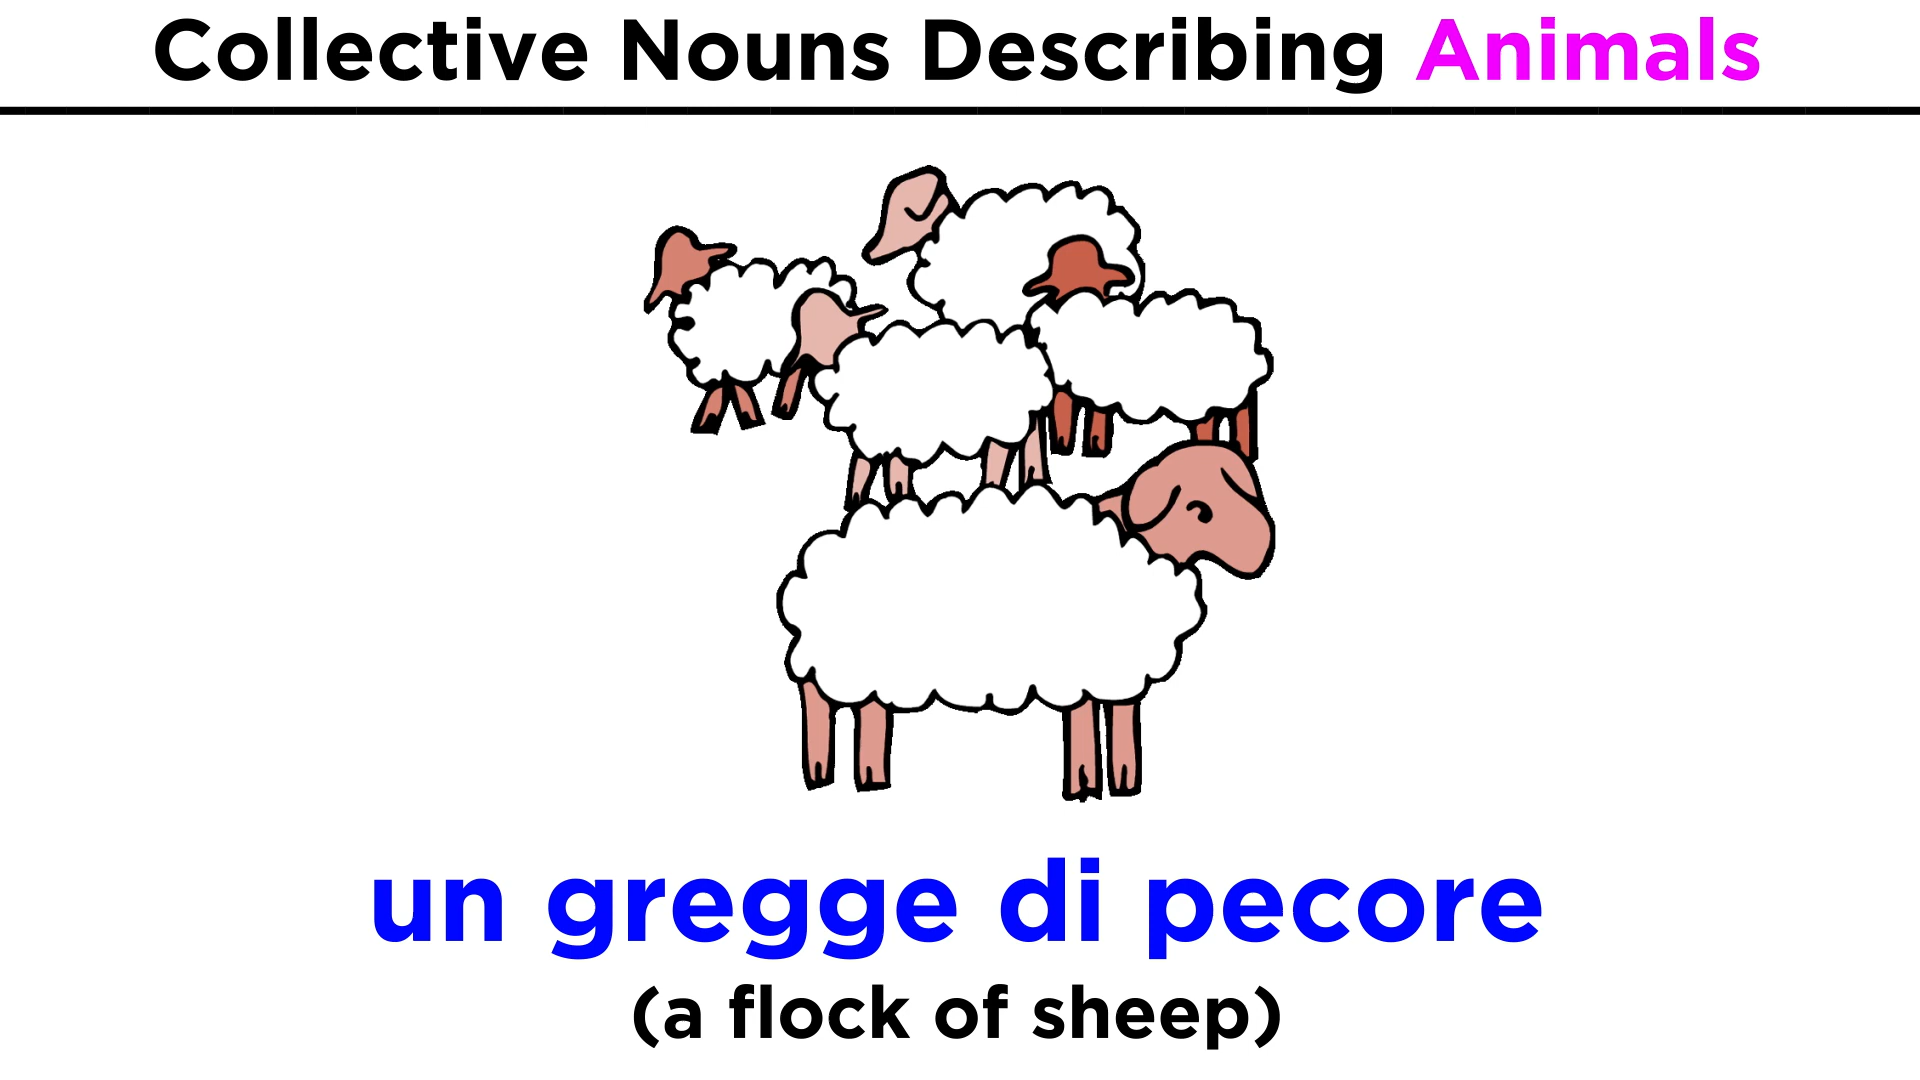 Collective Nouns Describing Animals
un gregge di pecore
(a flock of sheep)